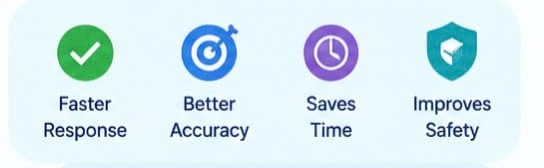 Faster
Response
Better
Accuracy
Saves
Time
Improves
Safety